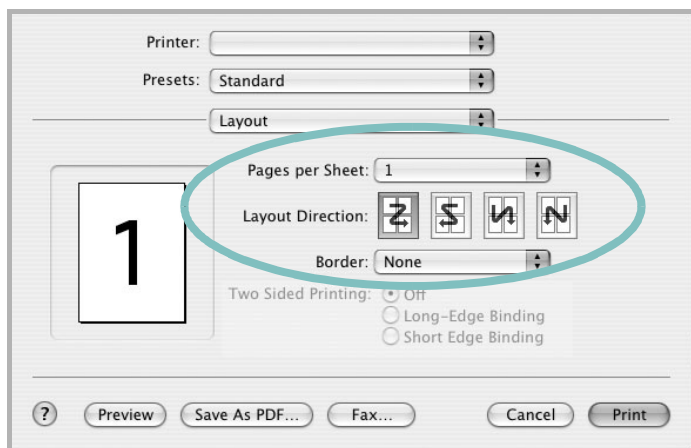 Printer:
Presets: Standard
Layout
Pages per Sheet: 1
1
Layout Direction:
Border: None
Two Sided Printing: Off
Long-Edge Binding
Short Edge Binding
? Preview Save As PDF... Fax... Cancel Print